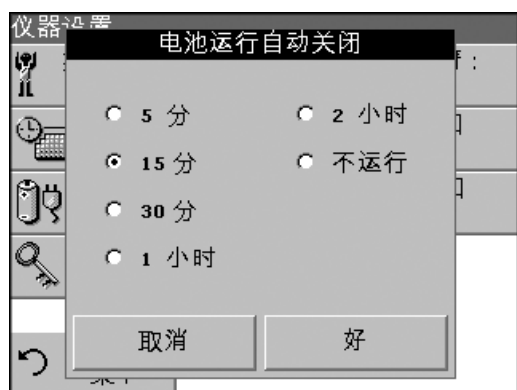 仪器设置
电池运行自动关闭
5 分
15 分
30 分
1 小时
2 小时
不运行
取消
好